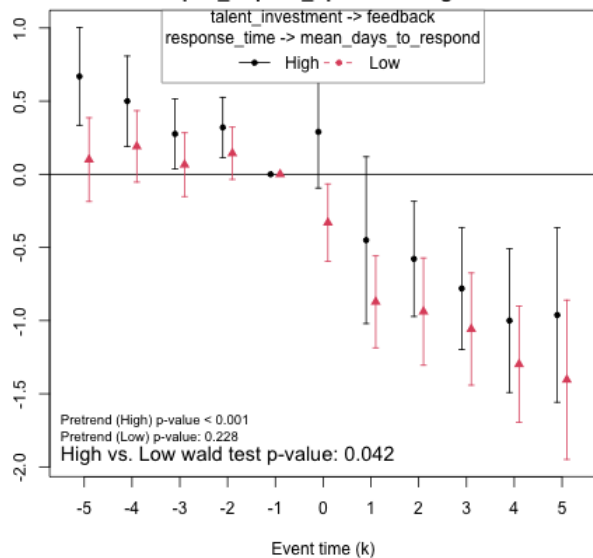 talent_investment -> feedback
response_time -> mean_days_to_respond
High Low
1.0
0.5
0.0
-0.5
-1.0
-1.5
-2.0
Pretrend (High) p-value < 0.001
Pretrend (Low) p-value: 0.228
High vs. Low wald test p-value: 0.042
-5 -4 -3 -2 -1 0 1 2 3 4 5
Event time (k)